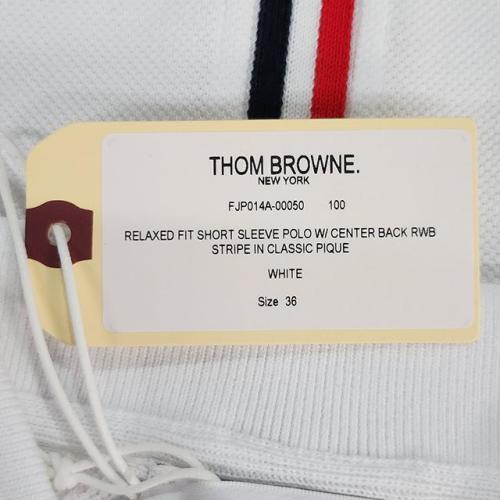 THOM BROWNE.
NEW YORK
FJP014A-00050 100
RELAXED FIT SHORT SLEEVE POLO W/ CENTER BACK RWB
STRIPE IN CLASSIC PIQUE
WHITE
Size 36